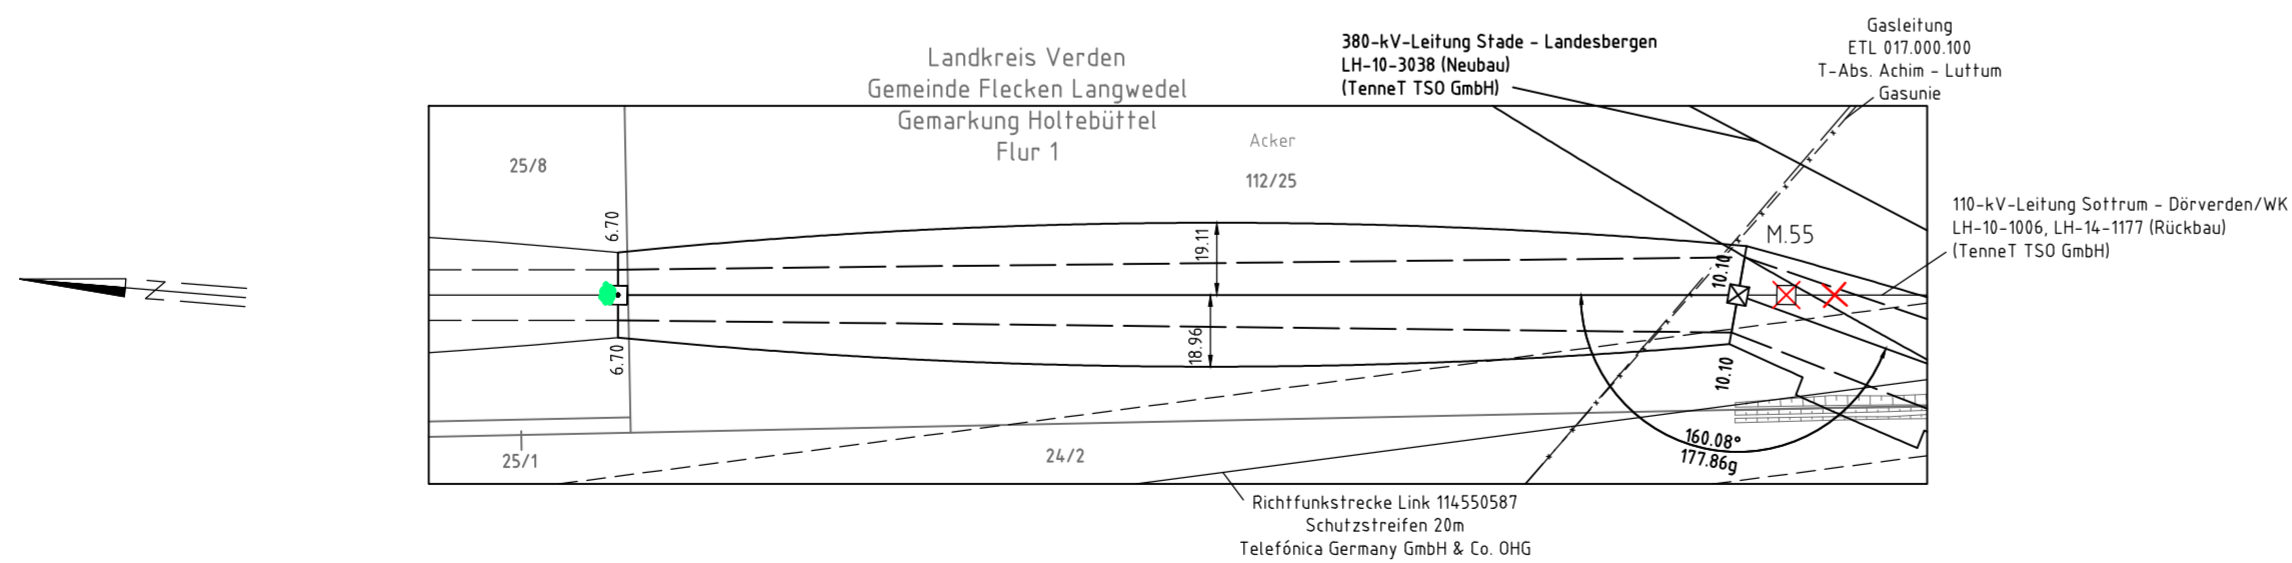 Landkreis Verden
Gemeinde Flecken Langwedel
Gemarkung Holtebüttel
Flur 1
380-kV-Leitung Stade - Landesbergen
LH-10-3038 (Neubau)
(TenneT TSO GmbH)
Gasleitung
ETL 017.000.100
T-Abs. Achim - Luttum
Gasunie
Acker
112/25
25/8
6.70
19.11
M.55
10.10
110-kV-Leitung Sottrum - Dörverden/WK
LH-10-1006, LH-14-1177 (Rückbau)
(TenneT TSO GmbH)
N
6.70
18.96
10.10
160.08°
177.86g
25/1
24/2
Richtfunkstrecke Link 114550587
Schutzstreifen 20m
Telefónica Germany GmbH & Co. OHG